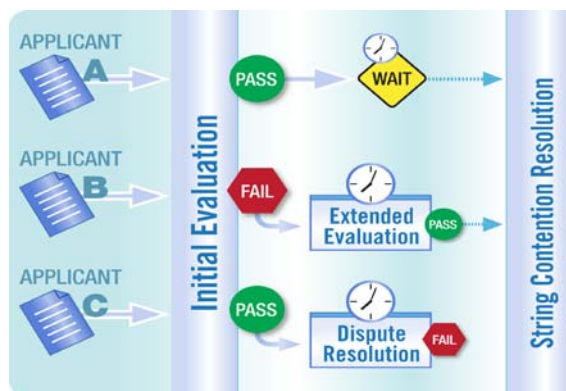 APPLICANT
A
PASS
WAIT
APPLICANT
B
FAIL
Extended
Evaluation
PASS
APPLICANT
C
PASS
Dispute
Resolution
FAIL
Initial Evaluation
String Contention Resolution